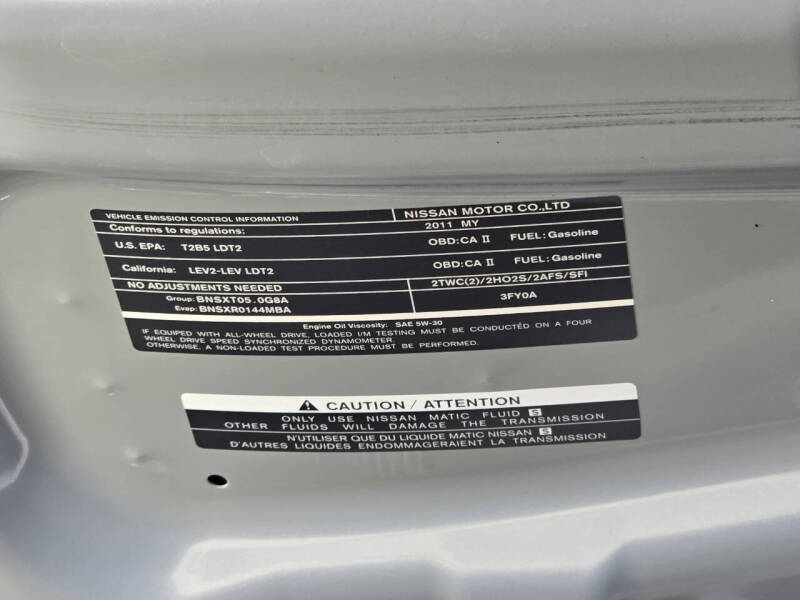 VEHICLE EMISSION CONTROL INFORMATION NISSAN MOTOR CO.,LTD
Conforms to regulations: 2011 MY
U.S. EPA: T2B5 LDT2 OBD:CA II FUEL: Gasoline
California: LEV2-LEV LDT2 OBD:CA II FUEL: Gasoline
NO ADJUSTMENTS NEEDED 2TWC(2)/2HO2S/2AFS/SFI
Group: BNSXT05.0G8A 3FY0A
Evap: BNSXR0144MBA
Engine Oil Viscosity: SAE 5W-30
IF EQUIPED WITH ALL-WHEEL DRIVE, LOADED I/M TESTING MUST BE CONDUCTED ON A FOUR
WHEEL DRIVE SPEED SYNCHRONIZED DYNAMOMETER.
OTHERWISE, A NON-LOADED TEST PROCEDURE MUST BE PERFORMED.
CAUTION / ATTENTION
ONLY USE NISSAN MATIC FLUID S
OTHER FLUIDS WILL DAMAGE THE TRANSMISSION
N'UTILISER QUE DU LIQUIDE MATIC NISSAN S
D'AUTRES LIQUIDES ENDOMMAGERAIENT LA TRANSMISSION